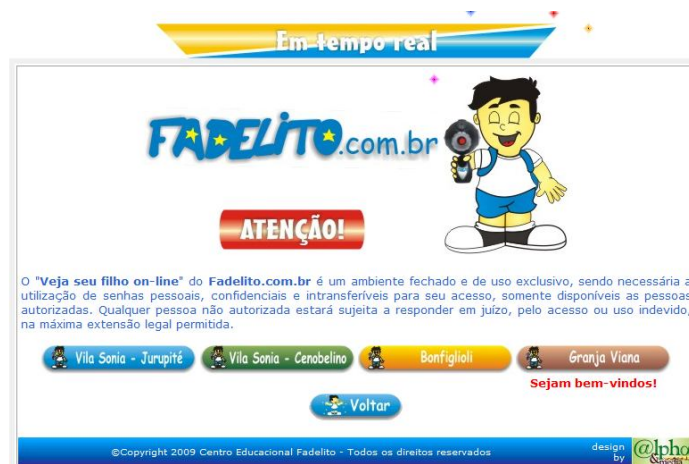 Em tempo real
FADELITO.com.br
ATENÇÃO!
O "Veja seu filho on-line" do Fadelito.com.br é um ambiente fechado e de uso exclusivo, sendo necessária a
utilização de senhas pessoais, confidenciais e intransferíveis para seu acesso, somente disponíveis as pessoas
autorizadas. Qualquer pessoa não autorizada estará sujeita a responder em juízo, pelo acesso ou uso indevido,
na máxima extensão legal permitida.
Vila Sonia - Jurupité Vila Sonia - Cenobelino Bonfiglioli Granja Viana
Sejam bem-vindos!
Voltar
©Copyright 2009 Centro Educacional Fadelito - Todos os direitos reservados
design
by
@lpho
&media